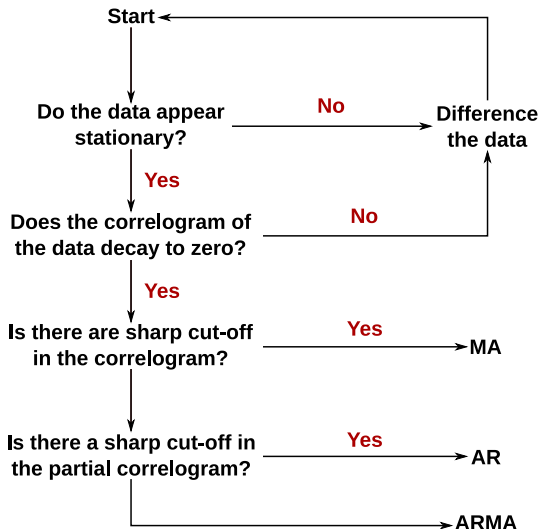 Start
Do the data appear
stationary?
No
Difference
the data
Yes
Does the correlogram of
the data decay to zero?
No
Yes
Is there are sharp cut-off
in the correlogram?
Yes
MA
Is there a sharp cut-off in
the partial correlogram?
Yes
AR
ARMA